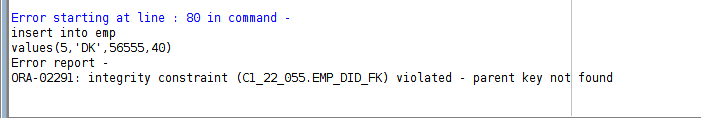 Error starting at line : 80 in command -
insert into emp
values(5,'DK',56555,40)
Error report -
ORA-02291: integrity constraint (C1_22_055.EMP_DID_FK) violated - parent key not found